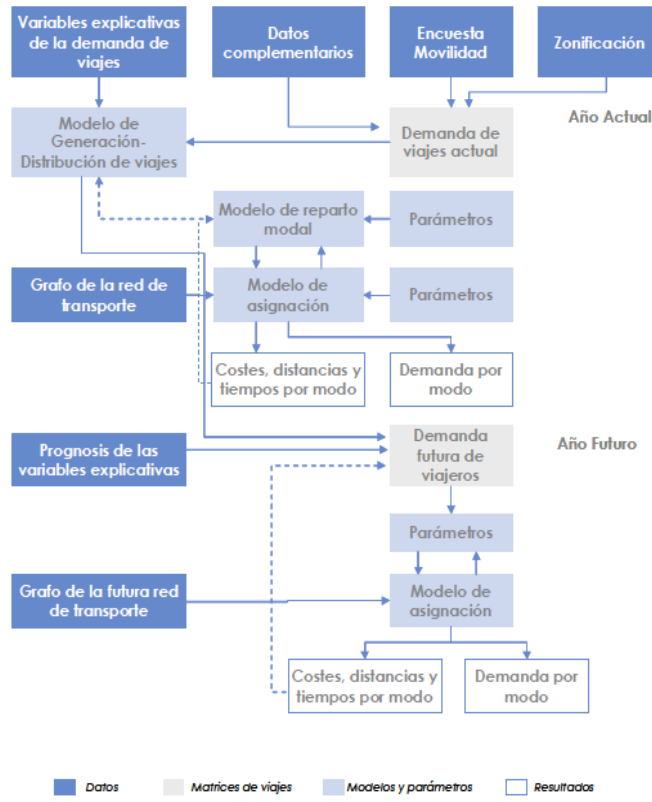 Variables explicativas
de la demanda de
viajes
Datos
complementarios
Encuesta
Movilidad
Zonificación
Año Actual
Modelo de
Generación-
Distribución de viajes
Demanda de
viajes actual
Modelo de reparto
modal
Parámetros
Grafo de la red de
transporte
Modelo de
asignación
Parámetros
Costes, distancias y
tiempos por modo
Demanda por
modo
Año Futuro
Prognosis de las
variables explicativas
Demanda
futura de
viajeros
Parámetros
Grafo de la futura red
de transporte
Modelo de
asignación
Costes, distancias y
tiempos por modo
Demanda por
modo
Datos
Matrices de viajes
Modelos y parámetros
Resultados